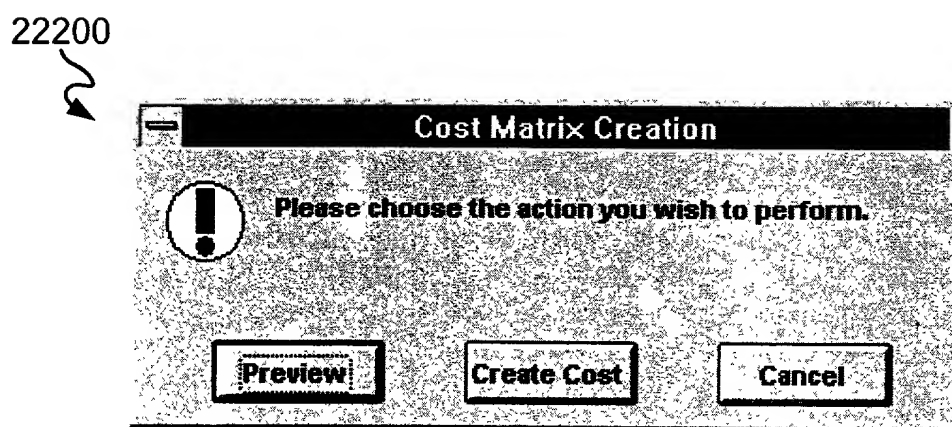 22200
Cost Matrix Creation
Please choose the action you wish to perform.
Preview Create Cost Cancel